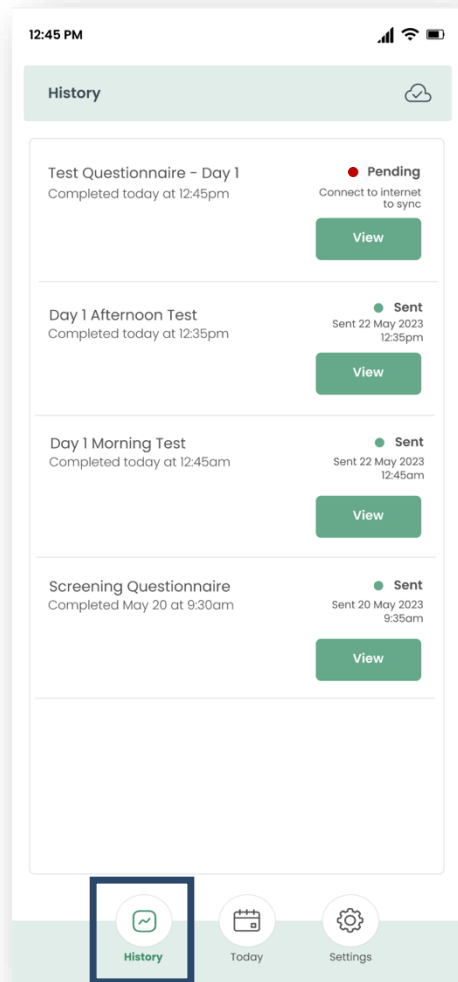 12:45 PM
History
Test Questionnaire - Day 1
Completed today at 12:45pm
Pending
Connect to internet
to sync
View
Day 1 Afternoon Test
Completed today at 12:35pm
Sent
Sent 22 May 2023
12:35pm
View
Day 1 Morning Test
Completed today at 12:45am
Sent
Sent 22 May 2023
12:45am
View
Screening Questionnaire
Completed May 20 at 9:30am
Sent
Sent 20 May 2023
9:35am
View
History
Today
Settings